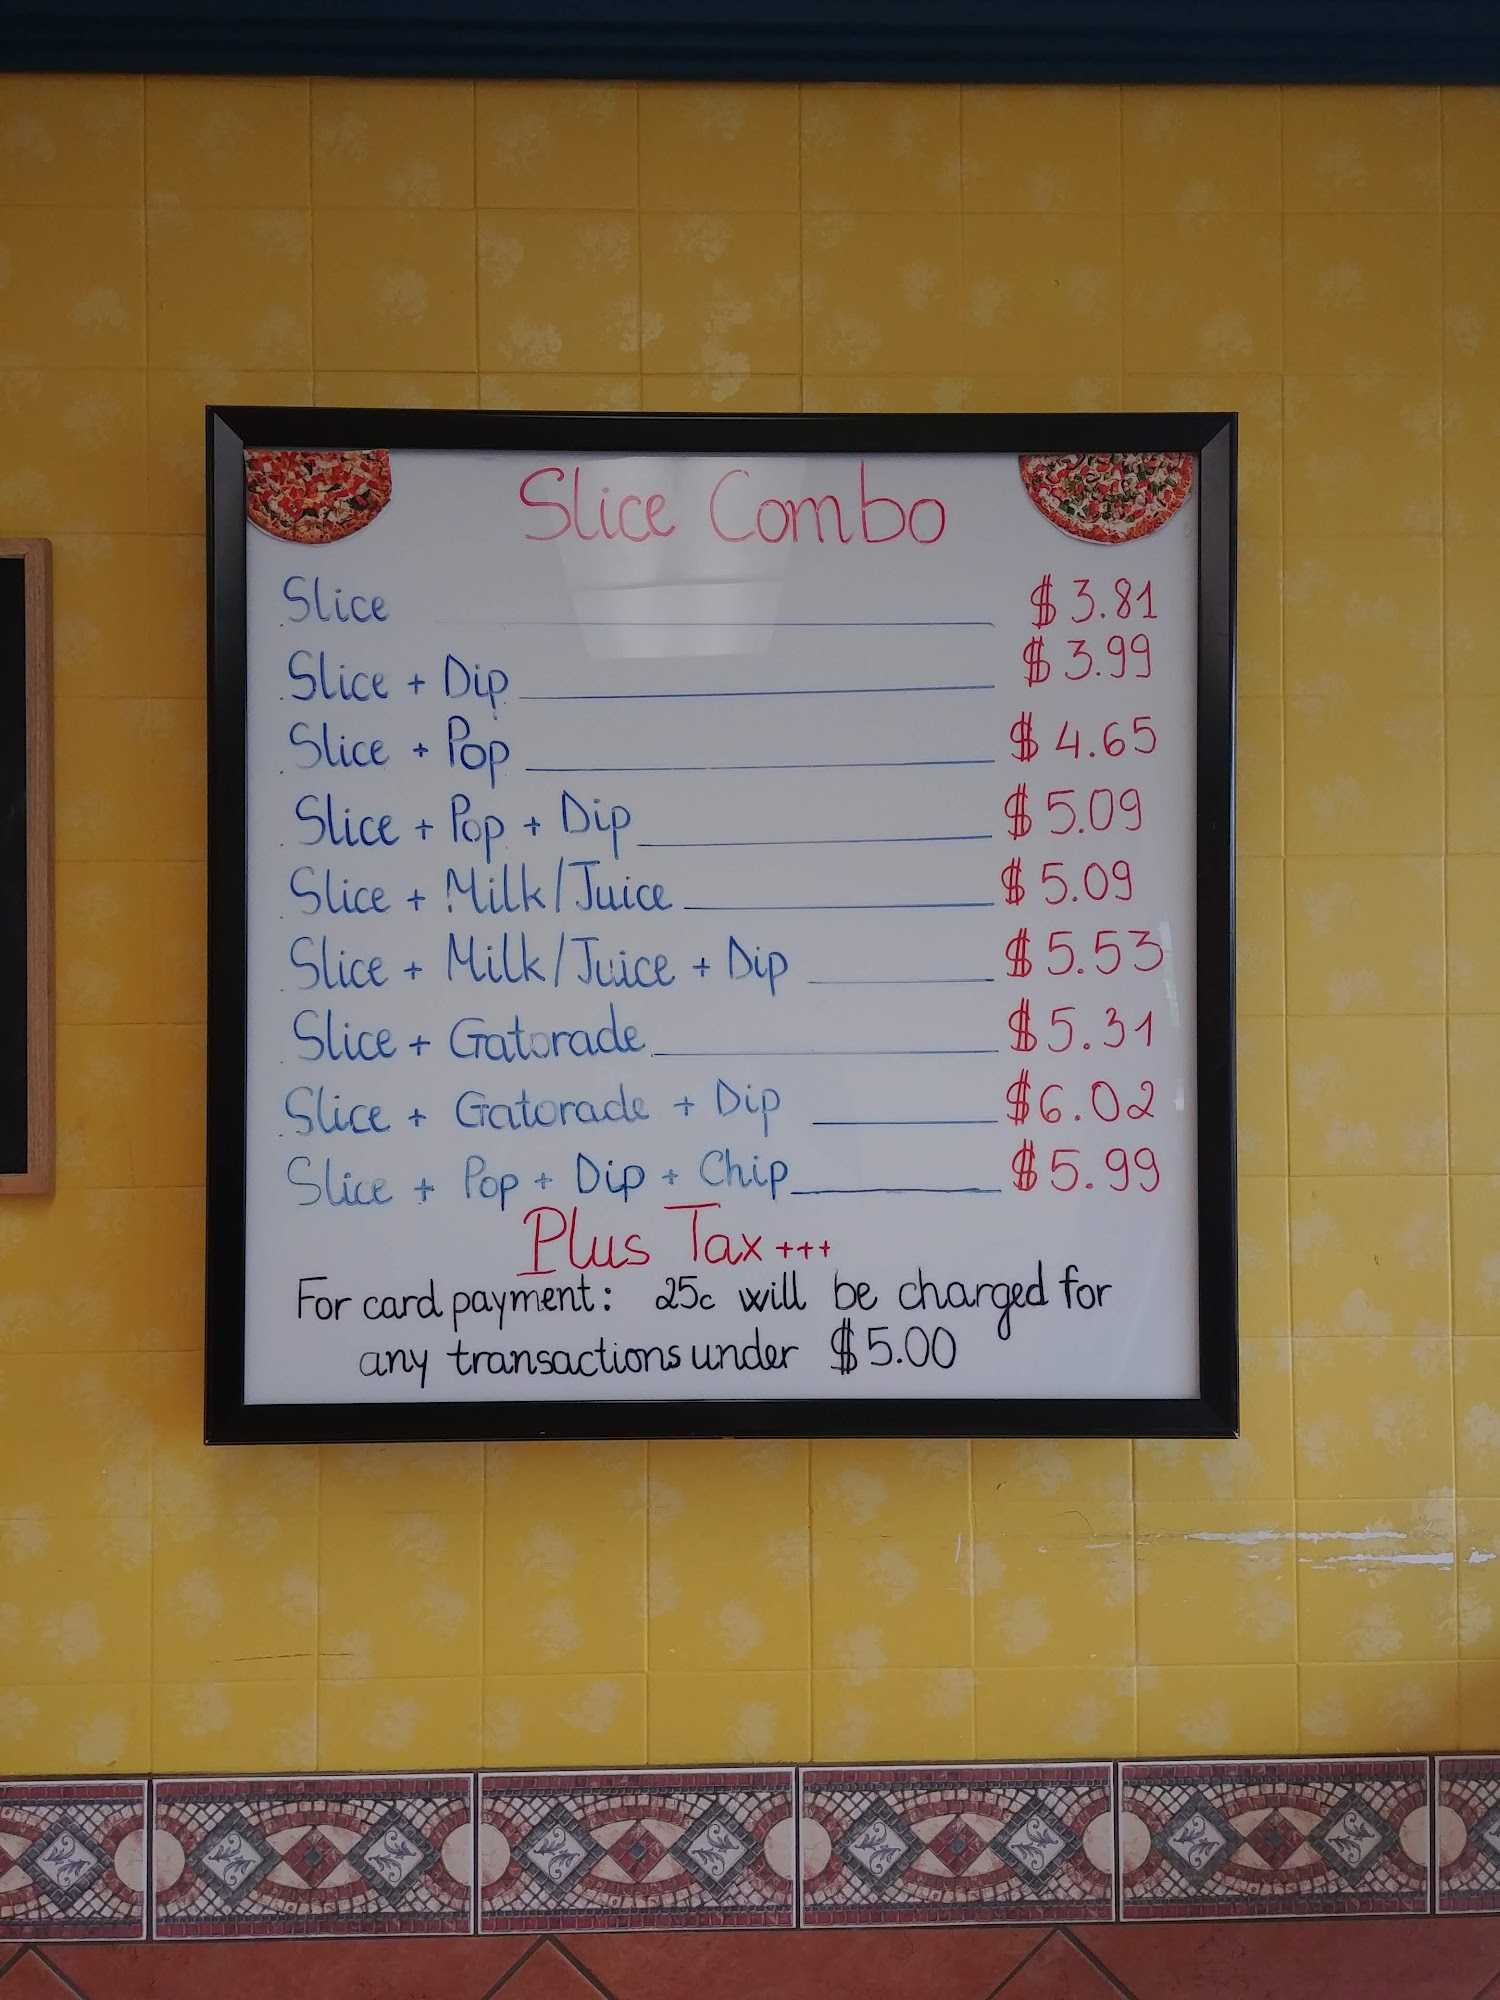 Slice Combo
Slice $3.81
Slice + Dip $3.99
Slice + Pop $4.65
Slice + Pop + Dip $5.09
Slice + Milk/Juice $5.09
Slice + Milk/Juice + Dip $5.53
Slice + Gatorade $5.31
Slice + Gatorade + Dip $6.02
Slice + Pop + Dip + Chip $5.99
Plus Tax +++
For card payment: 25c will be charged for
any transactions under $5.00